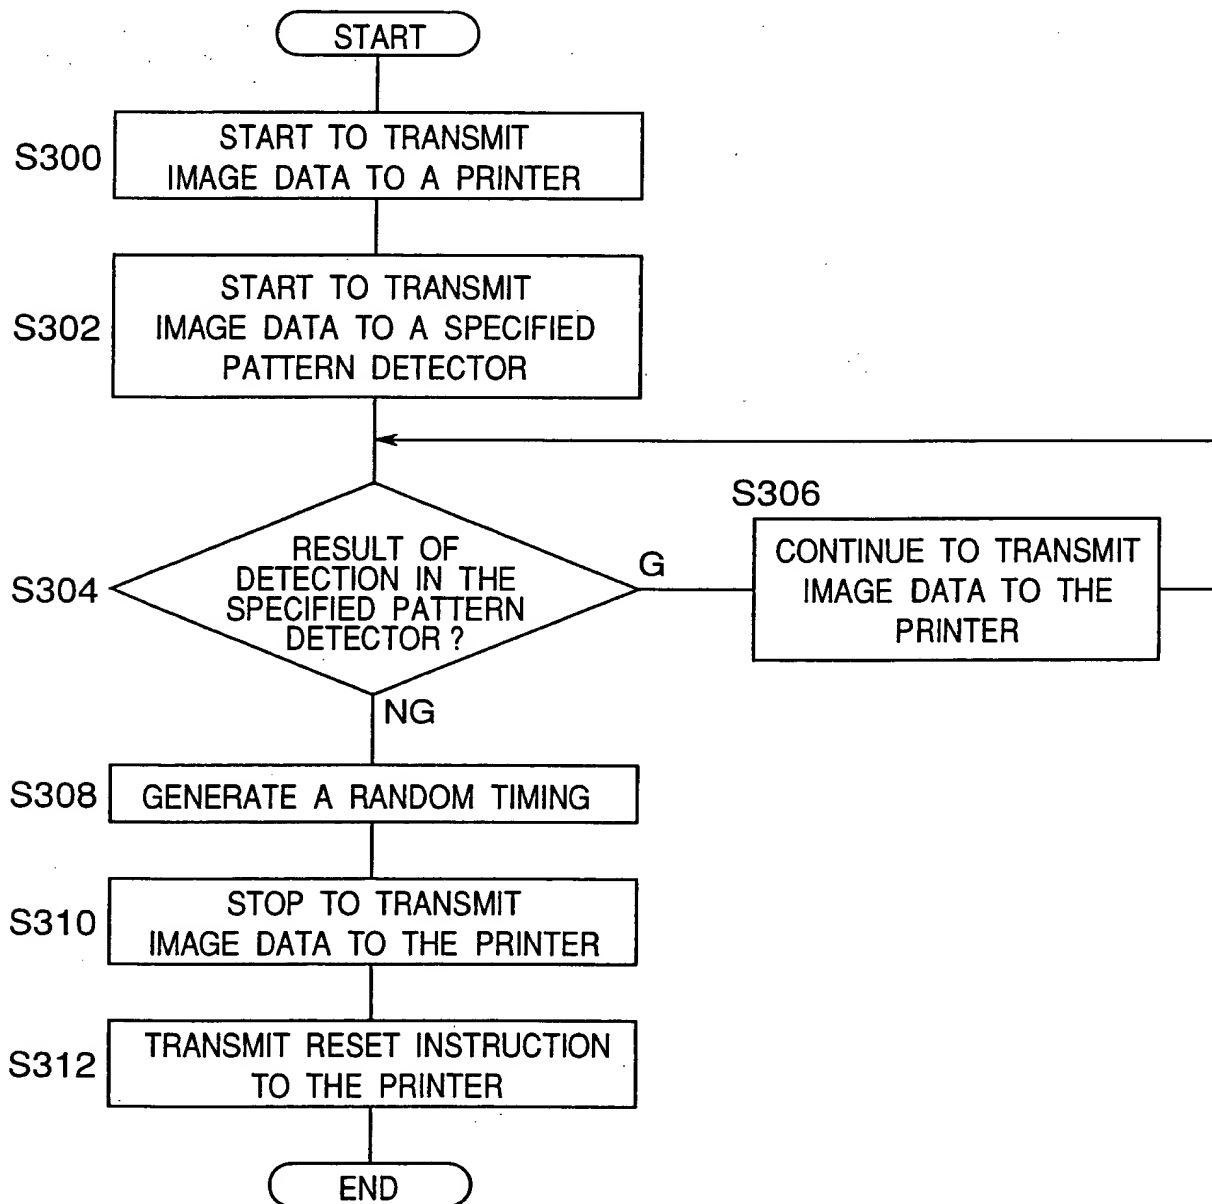 START
S300
START TO TRANSMIT
IMAGE DATA TO A PRINTER
S302
START TO TRANSMIT
IMAGE DATA TO A SPECIFIED
PATTERN DETECTOR
S304
RESULT OF
DETECTION IN THE
SPECIFIED PATTERN
DETECTOR ?
G
S306
CONTINUE TO TRANSMIT
IMAGE DATA TO THE
PRINTER
NG
S308
GENERATE A RANDOM TIMING
S310
STOP TO TRANSMIT
IMAGE DATA TO THE PRINTER
S312
TRANSMIT RESET INSTRUCTION
TO THE PRINTER
END